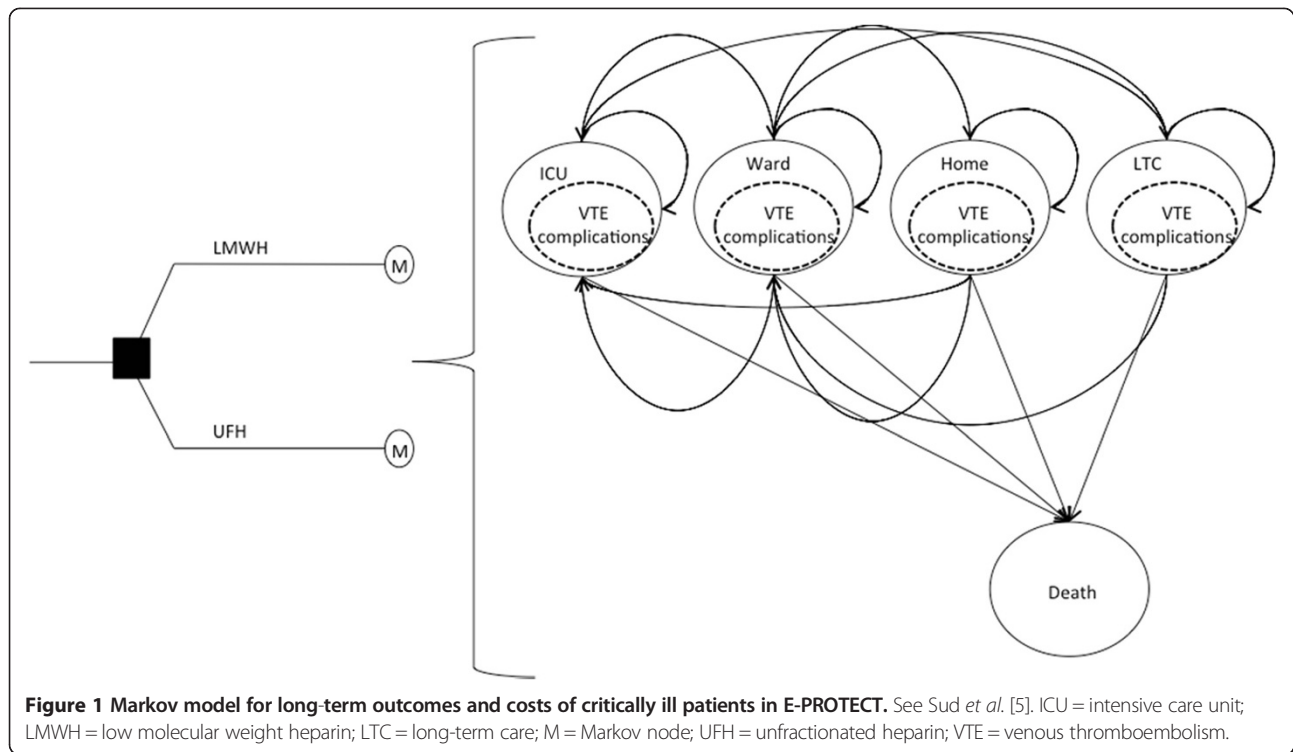 ICU
Ward
Home
LTC
VTE
complications
VTE
complications
VTE
complications
VTE
complications
LMWH
M
UFH
M
Death
Figure 1 Markov model for long-term outcomes and costs of critically ill patients in E-PROTECT. See Sud et al. [5]. ICU = intensive care unit;
LMWH = low molecular weight heparin; LTC = long-term care; M = Markov node; UFH = unfractionated heparin; VTE = venous thromboembolism.